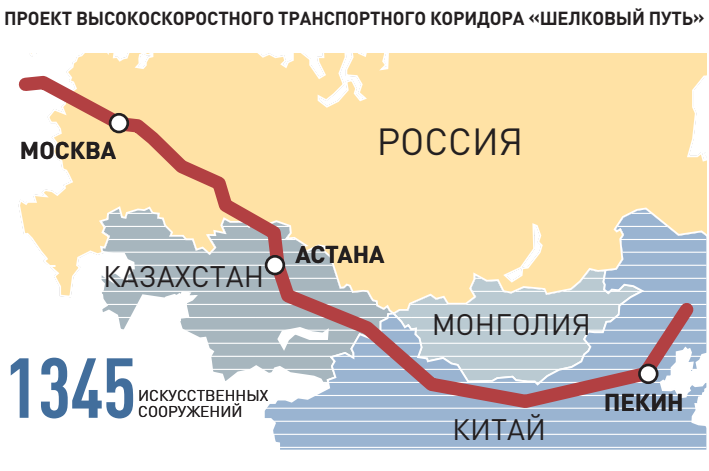 ПРОЕКТ ВЫСОКОСКОРОСТНОГО ТРАНСПОРТНОГО КОРИДОРА «ШЕЛКОВЫЙ ПУТЬ»
РОССИЯ
МОСКВА
АСТАНА
КАЗАХСТАН
МОНГОЛИЯ
1345 ИСКУССТВЕННЫХ
СООРУЖЕНИЙ
ПЕКИН
КИТАЙ